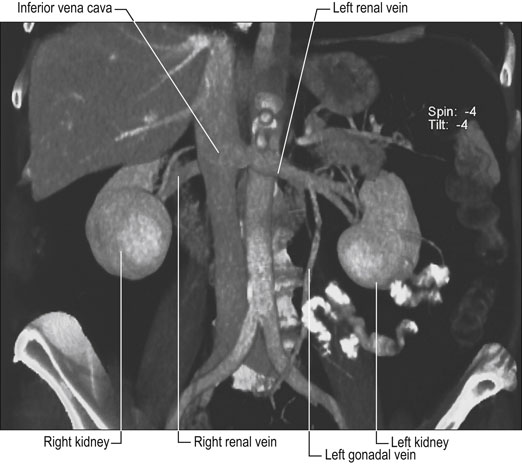 Inferior vena cava
Left renal vein
Spin: -4
Tilt: -4
Right kidney
Right renal vein
Left gonadal vein
Left kidney